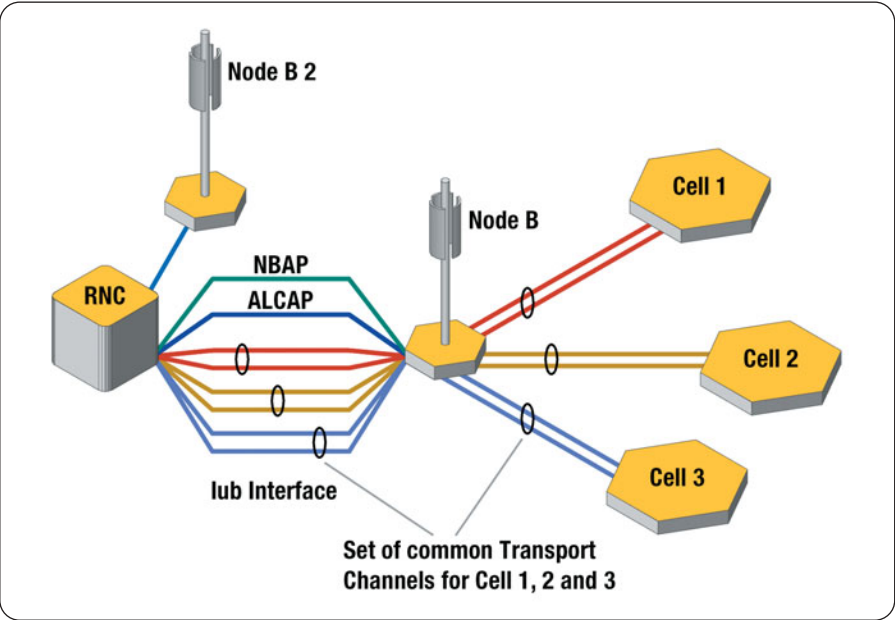 Node B 2
Node B
Cell 1
NBAP
RNC
ALCAP
Cell 2
Cell 3
Iub Interface
Set of common Transport
Channels for Cell 1, 2 and 3